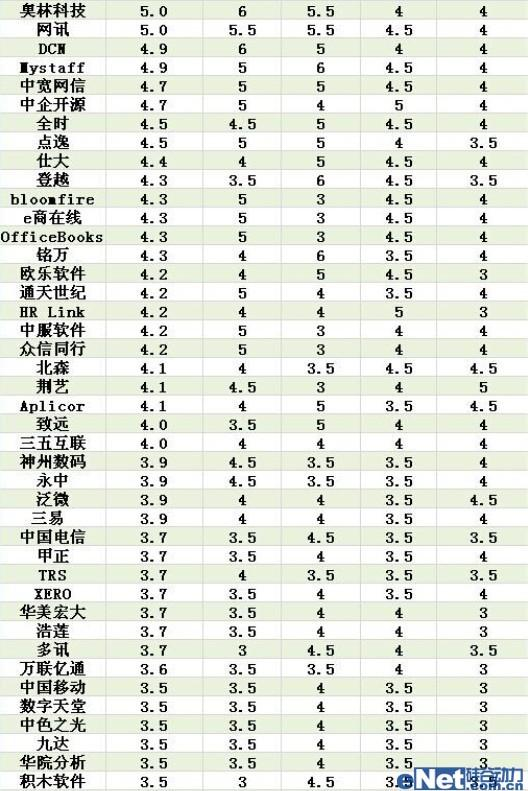 奥林科技 5.0 6 5.5 4 4
网讯 5.0 5.5 5.5 4.5 4
DCN 4.9 6 5 4 4
Mystaff 4.9 5 6 4.5 4
中宽网信 4.7 5 5 4.5 4
中企开源 4.7 5 4 5 4
全时 4.5 4.5 5 4.5 4
点逸 4.5 5 5 4 3.5
仕大 4.4 4 5 4.5 4
登越 4.3 3.5 6 4.5 3.5
bloomfire 4.3 5 3 4.5 4
e商在线 4.3 5 3 4.5 4
OfficeBooks 4.3 5 3 4.5 4
铭万 4.3 4 6 3.5 4
欧乐软件 4.2 4 5 4.5 3
通天世纪 4.2 5 4 3.5 4
HR Link 4.2 4 4 5 3
中服软件 4.2 5 3 4 4
众信同行 4.2 5 3 4 4
北森 4.1 4 3.5 4.5 4.5
荆艺 4.1 4.5 3 4 5
Aplicor 4.1 4 5 3.5 4.5
致远 4.0 3.5 5 4 4
三五互联 4.0 4 4 4 4
神州数码 3.9 4.5 3.5 3.5 4
永中 3.9 4.5 3.5 3.5 4
泛微 3.9 4 4 3.5 4.5
三易 3.9 4 4 3.5 4
中国电信 3.7 3.5 4.5 3.5 3.5
甲正 3.7 3.5 4 3.5 4
TRS 3.7 4 3.5 3.5 3.5
XERO 3.7 3.5 4 3.5 4
华美宏大 3.7 3.5 4 4 3
浩莲 3.7 3.5 4 4 3
多讯 3.7 3 4.5 4 3.5
万联亿通 3.6 3.5 3.5 4 3
中国移动 3.5 3.5 4 3.5 3
数字天堂 3.5 3.5 4 3.5 3
中色之光 3.5 3.5 4 3.5 3
九达 3.5 3.5 4 3.5 3
华院分析 3.5 3.5 4 3.5 3
积木软件 3.5 3 4.5
eNet硅谷动力
.com.cn